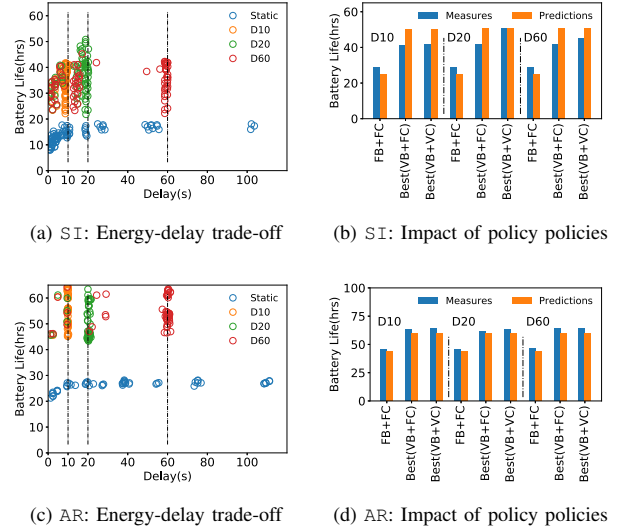 Battery Life(hrs)
60
50
40
30
20
10
0
0 10 20 40 60 80 100
Delay(s)
Static
D10
D20
D60
(a) SI: Energy-delay trade-off
Battery Life(hrs)
60
40
20
0
Measures Predictions
D10 D20 D60
FB+FC
Best(VB+FC)
Best(VB+VC)
FB+FC
Best(VB+FC)
Best(VB+VC)
FB+FC
Best(VB+FC)
Best(VB+VC)
(b) SI: Impact of policy policies
Battery Life(hrs)
60
50
40
30
20
10
0
0 10 20 40 60 80 100
Delay(s)
Static
D10
D20
D60
(c) AR: Energy-delay trade-off
Battery Life(hrs)
100
75
50
25
0
Measures Predictions
D10 D20 D60
FB+FC
Best(VB+FC)
Best(VB+VC)
FB+FC
Best(VB+FC)
Best(VB+VC)
FB+FC
Best(VB+FC)
Best(VB+VC)
(d) AR: Impact of policy policies